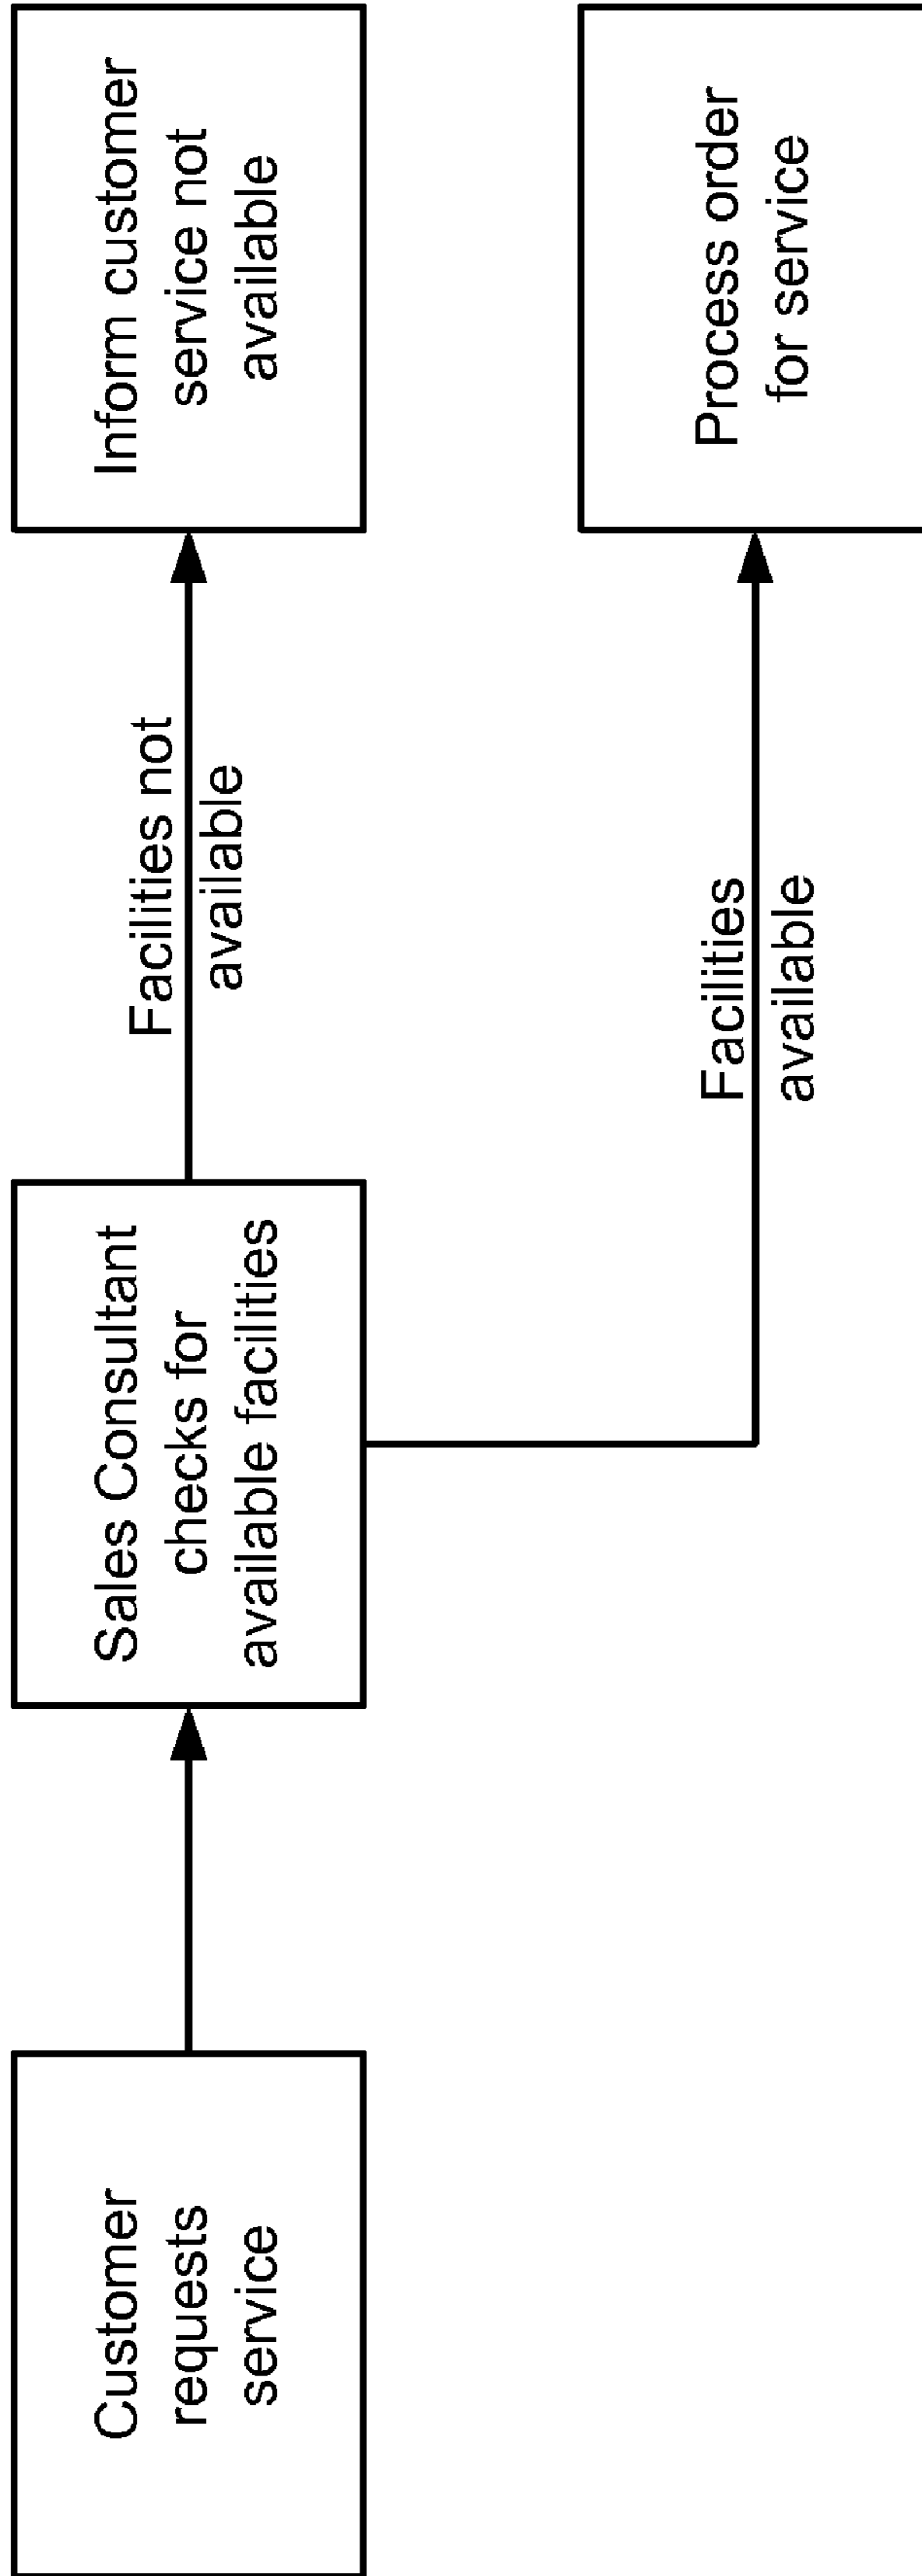 Customer
requests
service
Sales Consultant
checks for
available facilities
Facilities not
available
Inform customer
service not
available
Facilities
available
Process order
for service